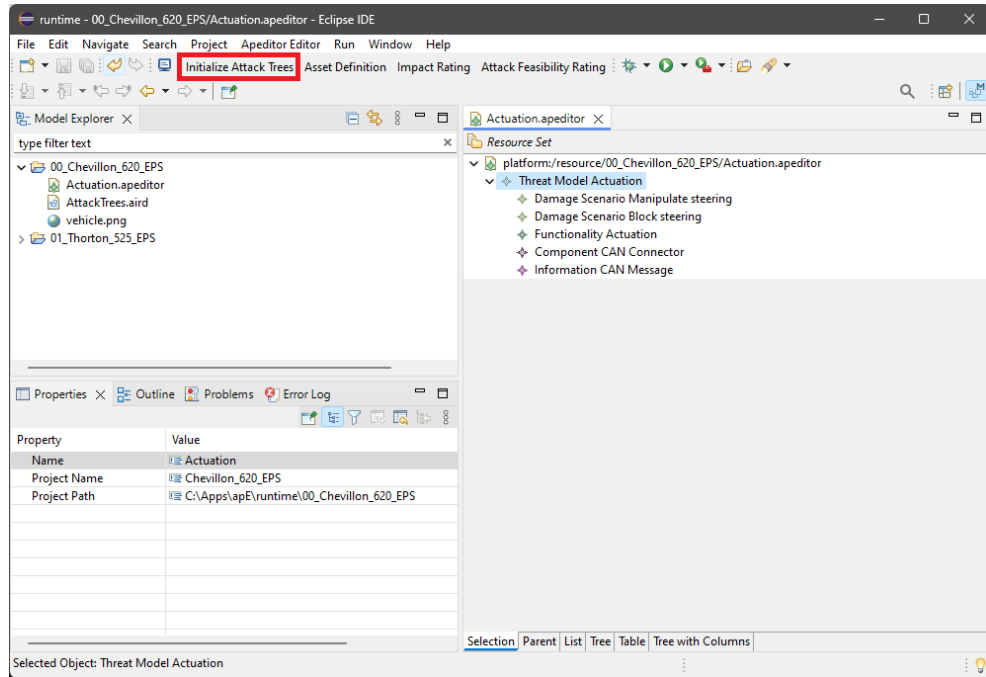 runtime - 00_Chevillon_620_EPS/Actuation.apeditor - Eclipse IDE
File Edit Navigate Search Project Apeditor Editor Run Window Help
Initialize Attack Trees Asset Definition Impact Rating Attack Feasibility Rating
Model Explorer
type filter text
00_Chevillon_620_EPS
Actuation.apeditor
AttackTrees.aird
vehicle.png
01_Thorton_525_EPS
Actuation.apeditor
Resource Set
platform:/resource/00_Chevillon_620_EPS/Actuation.apeditor
Threat Model Actuation
Damage Scenario Manipulate steering
Damage Scenario Block steering
Functionality Actuation
Component CAN Connector
Information CAN Message
Properties Outline Problems Error Log
Property Value
Name Actuation
Project Name Chevillon_620_EPS
Project Path C:\Apps\apE\runtime\00_Chevillon_620_EPS
Selection Parent List Tree Table Tree with Columns
Selected Object: Threat Model Actuation